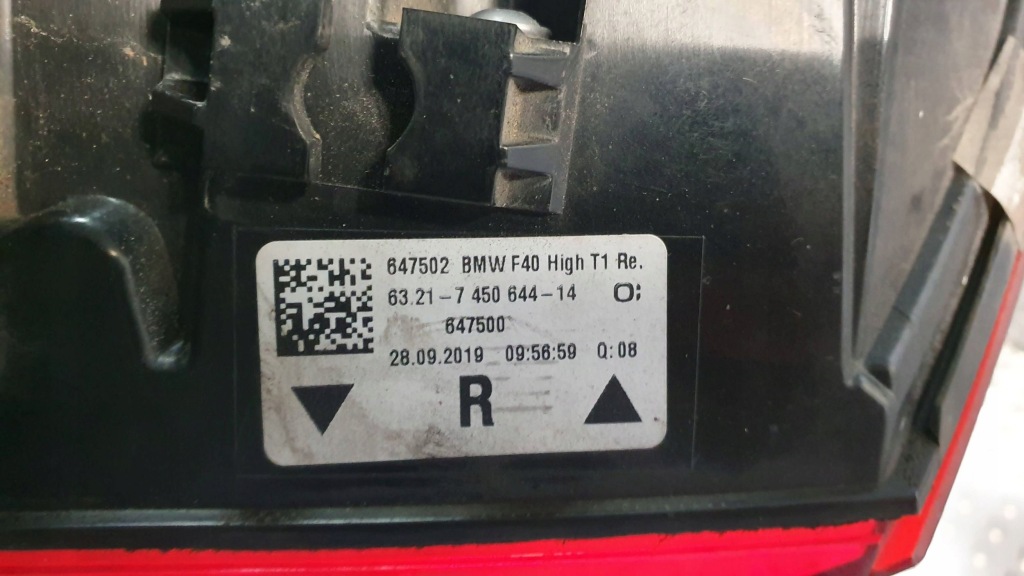 647502 BMW F40 High T1 Re.
63.21-7 450 644-14 O;
647500
28.09.2019 09:56:59 Q:08
R